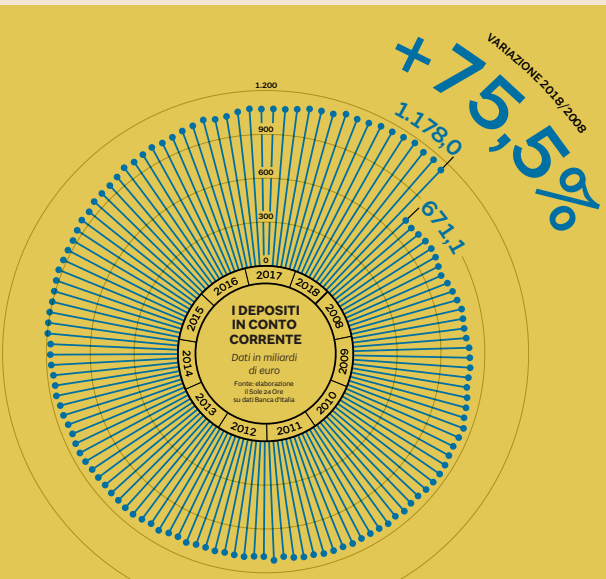 +75,5%
VARIAZIONE 2018/2008
1.178,0
671,1
1.200
900
600
300
0
2008
2009
2010
2011
2012
2013
2014
2015
2016
2017
2018
I DEPOSITI
IN CONTO
CORRENTE
Dati in miliardi
di euro
Fonte: elaborazione
il Sole 24 Ore
su dati Banca d'Italia